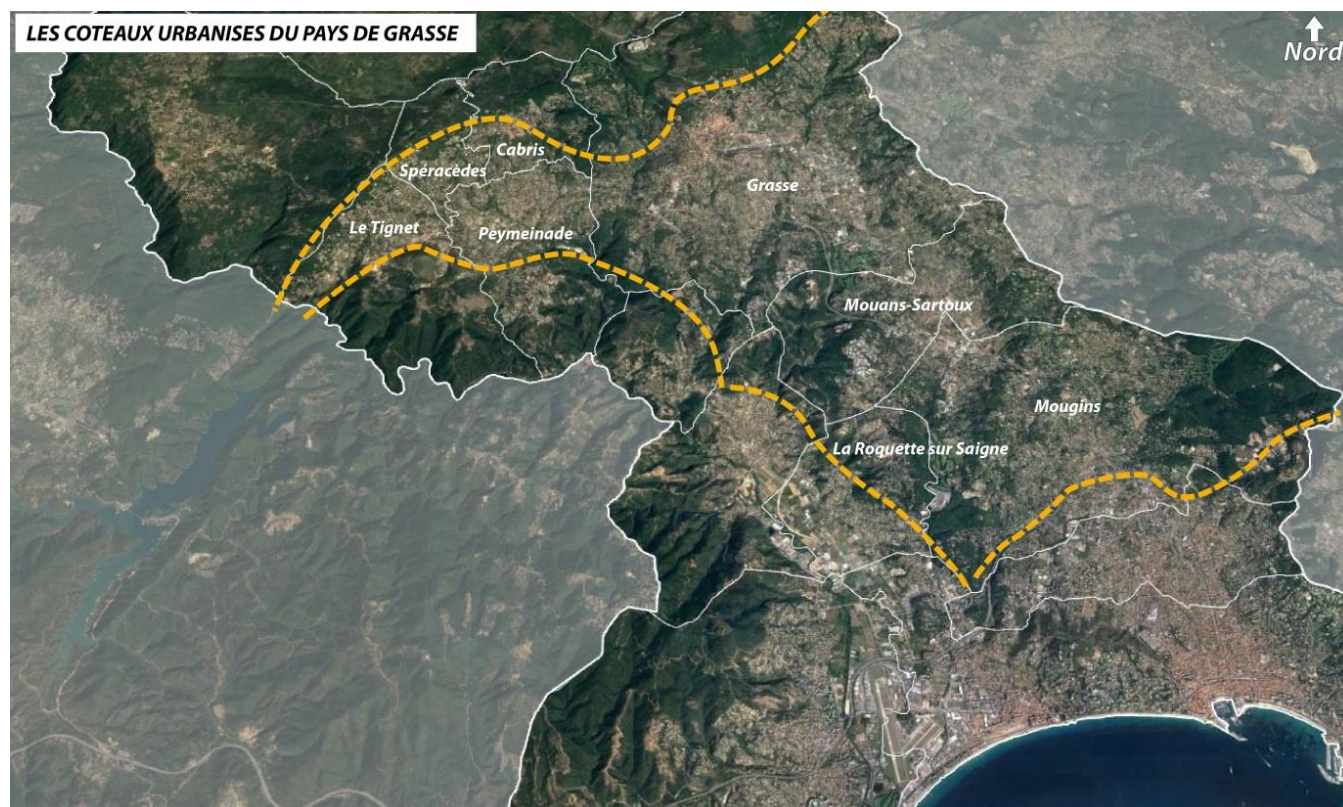 LES COTEAUX URBANISES DU PAYS DE GRASSE
Nord
Cabris
Spéracèdes
Grasse
Le Tignet
Peymeinade
Mouans-Sartoux
Mougins
La Roquette sur Saigne